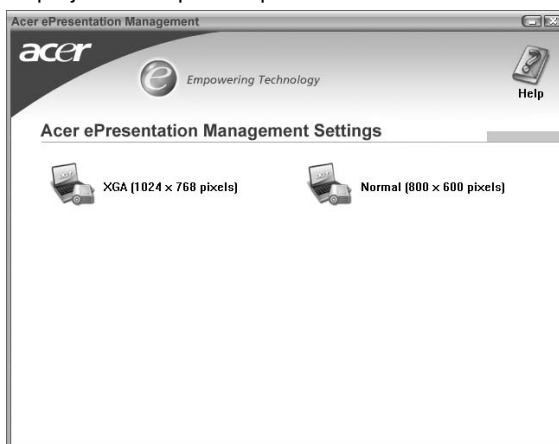 Acer ePresentation Management
acer
e Empowering Technology
Help
Acer ePresentation Management Settings
XGA (1024 x 768 pixels)
Normal (800 x 600 pixels)